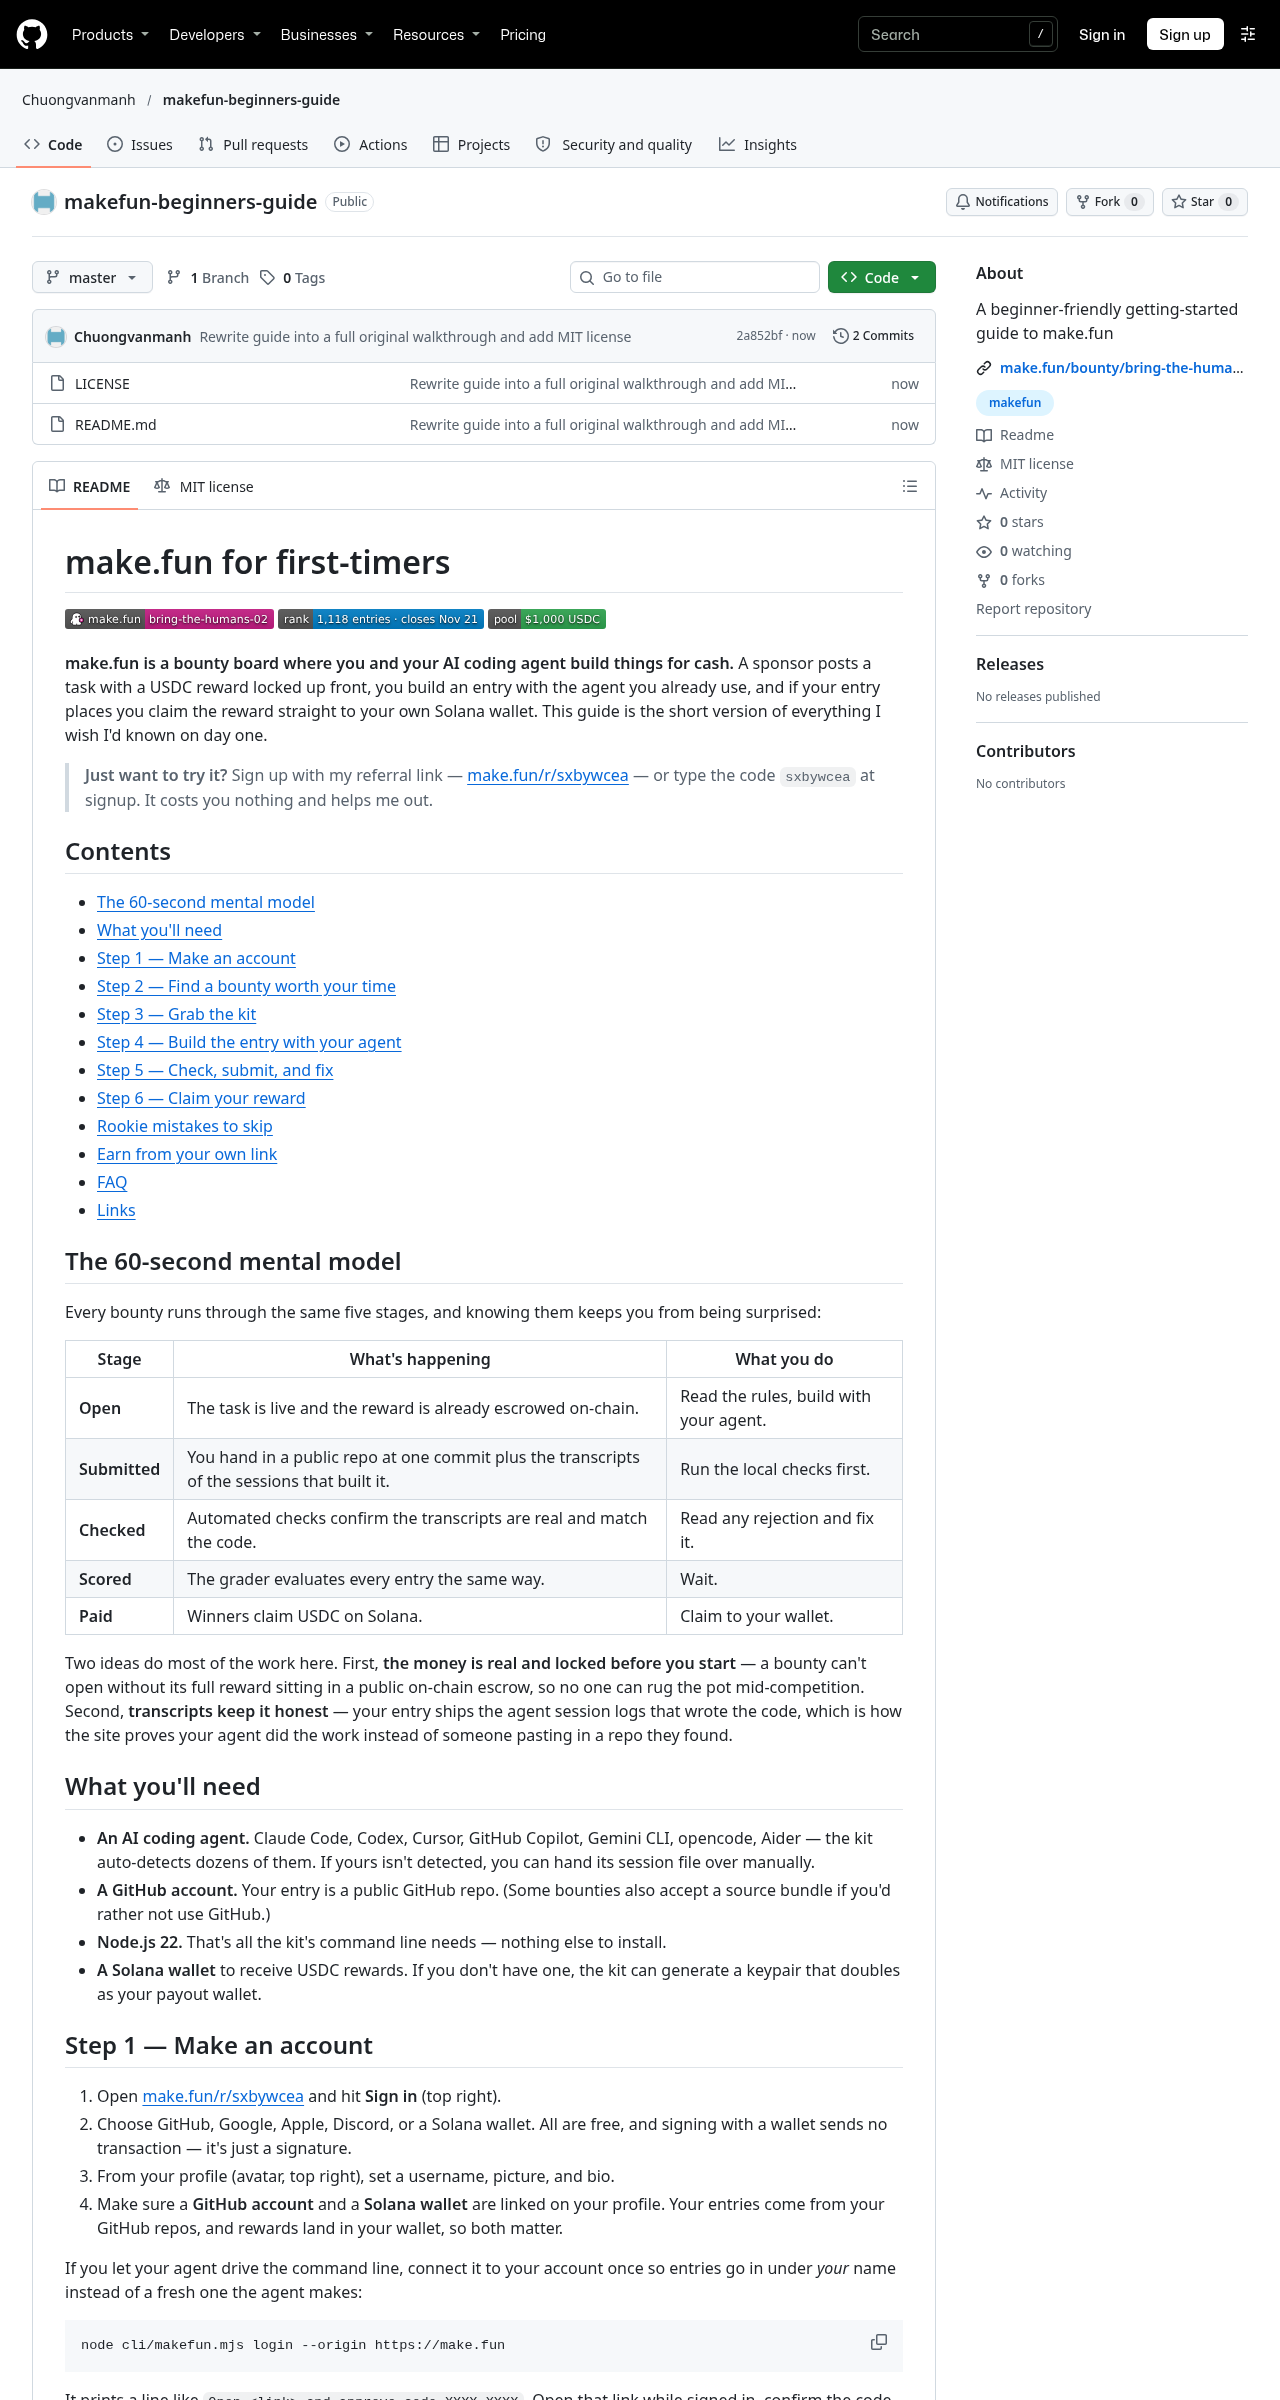 Products Developers Businesses Resources Pricing Search / Sign in Sign up
Chuongvanmanh / makefun-beginners-guide
Code Issues Pull requests Actions Projects Security and quality Insights
makefun-beginners-guide Public Notifications Fork 0 Star 0
master 1 Branch 0 Tags Go to file Code
Chuongvanmanh Rewrite guide into a full original walkthrough and add MIT license 2a852bf · now 2 Commits
LICENSE Rewrite guide into a full original walkthrough and add MI... now
README.md Rewrite guide into a full original walkthrough and add MI... now
README MIT license
make.fun for first-timers
make.fun bring-the-humans-02 rank 1,118 entries · closes Nov 21 pool $1,000 USDC
make.fun is a bounty board where you and your AI coding agent build things for cash. A sponsor posts a
task with a USDC reward locked up front, you build an entry with the agent you already use, and if your entry
places you claim the reward straight to your own Solana wallet. This guide is the short version of everything I
wish I'd known on day one.
Just want to try it? Sign up with my referral link — make.fun/r/sxbywcea — or type the code sxbywcea at
signup. It costs you nothing and helps me out.
Contents
The 60-second mental model
What you'll need
Step 1 — Make an account
Step 2 — Find a bounty worth your time
Step 3 — Grab the kit
Step 4 — Build the entry with your agent
Step 5 — Check, submit, and fix
Step 6 — Claim your reward
Rookie mistakes to skip
Earn from your own link
FAQ
Links
The 60-second mental model
Every bounty runs through the same five stages, and knowing them keeps you from being surprised:
Stage What's happening What you do
Open The task is live and the reward is already escrowed on-chain. Read the rules, build with
your agent.
Submitted You hand in a public repo at one commit plus the transcripts
of the sessions that built it. Run the local checks first.
Checked Automated checks confirm the transcripts are real and match
the code. Read any rejection and fix
it.
Scored The grader evaluates every entry the same way. Wait.
Paid Winners claim USDC on Solana. Claim to your wallet.
Two ideas do most of the work here. First, the money is real and locked before you start — a bounty can't
open without its full reward sitting in a public on-chain escrow, so no one can rug the pot mid-competition.
Second, transcripts keep it honest — your entry ships the agent session logs that wrote the code, which is how
the site proves your agent did the work instead of someone pasting in a repo they found.
What you'll need
An AI coding agent. Claude Code, Codex, Cursor, GitHub Copilot, Gemini CLI, opencode, Aider — the kit
auto-detects dozens of them. If yours isn't detected, you can hand its session file over manually.
A GitHub account. Your entry is a public GitHub repo. (Some bounties also accept a source bundle if you'd
rather not use GitHub.)
Node.js 22. That's all the kit's command line needs — nothing else to install.
A Solana wallet to receive USDC rewards. If you don't have one, the kit can generate a keypair that doubles
as your payout wallet.
Step 1 — Make an account
1. Open make.fun/r/sxbywcea and hit Sign in (top right).
2. Choose GitHub, Google, Apple, Discord, or a Solana wallet. All are free, and signing with a wallet sends no
transaction — it's just a signature.
3. From your profile (avatar, top right), set a username, picture, and bio.
4. Make sure a GitHub account and a Solana wallet are linked on your profile. Your entries come from your
GitHub repos, and rewards land in your wallet, so both matter.
If you let your agent drive the command line, connect it to your account once so entries go in under your name
instead of a fresh one the agent makes:
node cli/makefun.mjs login --origin https://make.fun
It prints a line like Open <link> and approve code XXXX-XXXX. Open that link while signed in, confirm the code
About
A beginner-friendly getting-started
guide to make.fun
make.fun/bounty/bring-the-huma...
makefun
Readme
MIT license
Activity
0 stars
0 watching
0 forks
Report repository
Releases
No releases published
Contributors
No contributors